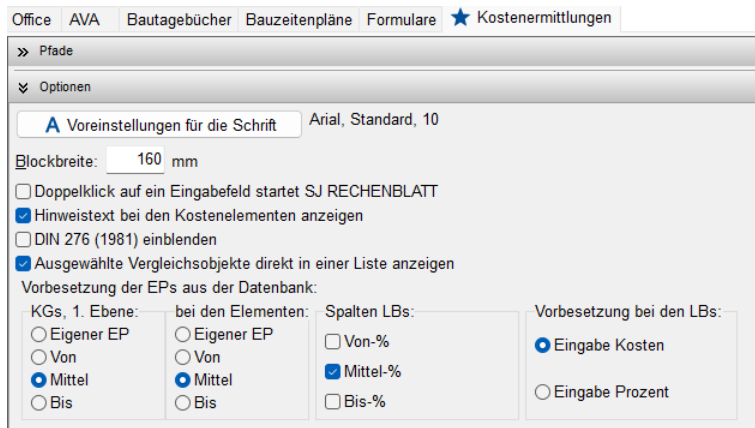 Office AVA Bautagebücher Bauzeitenpläne Formulare Kostenermittlungen
Pfade
Optionen
A Voreinstellungen für die Schrift Arial, Standard, 10
Blockbreite: 160 mm
Doppelklick auf ein Eingabefeld startet SJ RECHENBLATT
Hinweistext bei den Kostenelementen anzeigen
DIN 276 (1981) einblenden
Ausgewählte Vergleichsobjekte direkt in einer Liste anzeigen
Vorbesetzung der EPs aus der Datenbank:
KGs, 1. Ebene: bei den Elementen: Spalten LBs: Vorbesetzung bei den LBs:
Eigener EP Eigener EP Von-% Eingabe Kosten
Von Von
Mittel Mittel Mittel-% Eingabe Prozent
Bis Bis Bis-%